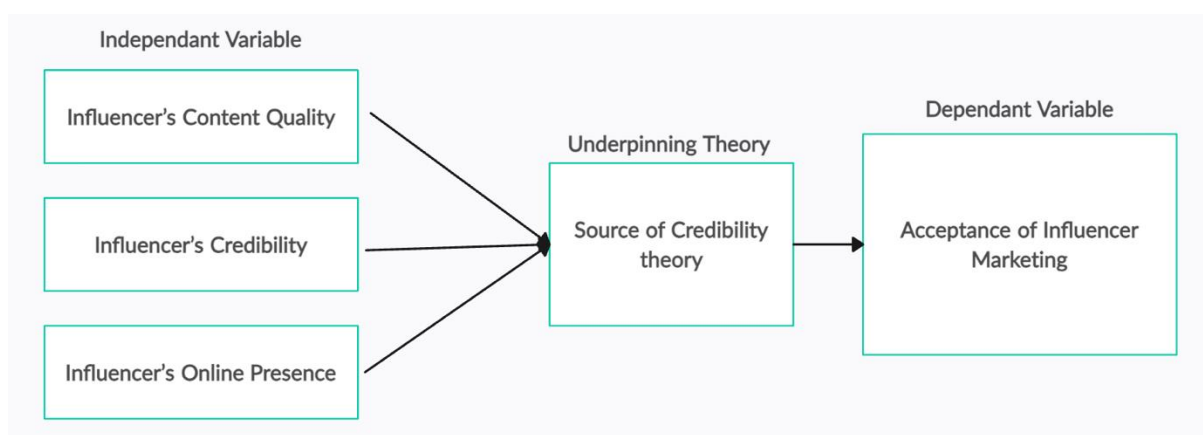 Independant Variable
Influencer's Content Quality
Influencer's Credibility
Influencer's Online Presence
Underpinning Theory
Source of Credibility
theory
Dependant Variable
Acceptance of Influencer
Marketing